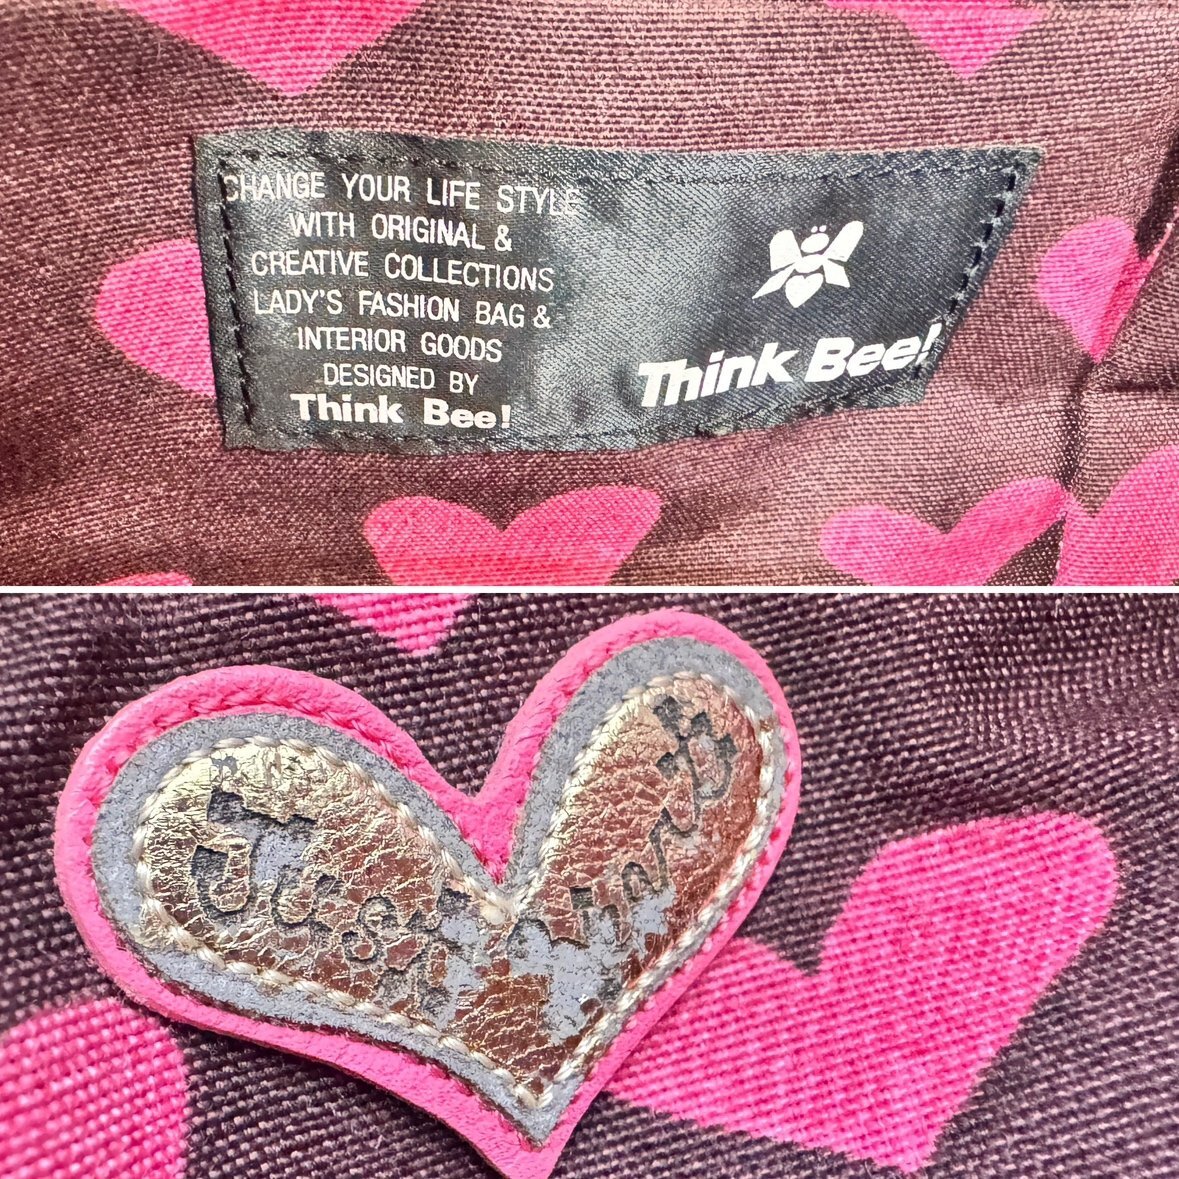 CHANGE YOUR LIFE STYLE
WITH ORIGINAL &
CREATIVE COLLECTIONS
LADY'S FASHION BAG &
INTERIOR GOODS
DESIGNED BY
Think Bee!
Think Bee!
Just